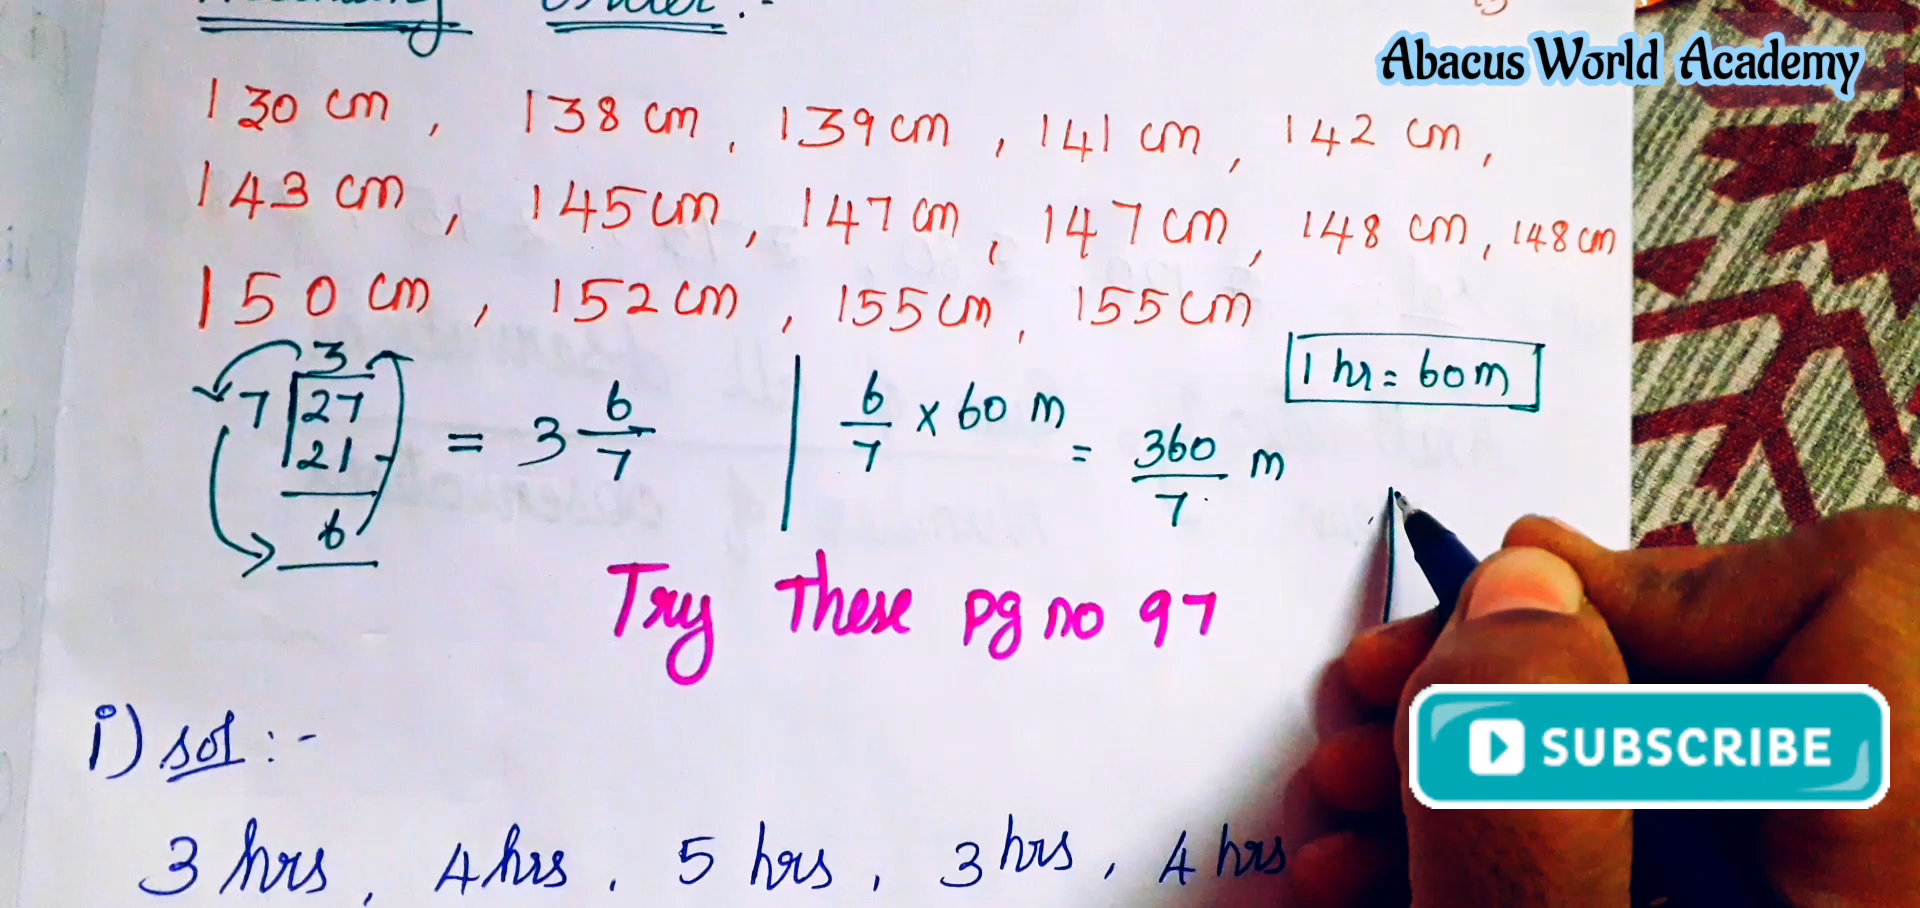 Order :-
Abacus World Academy
130 cm , 138 cm , 139 cm , 141 cm , 142 cm ,
143 cm , 145 cm , 147 cm , 147 cm , 148 cm , 148 cm
150 cm , 152 cm , 155 cm , 155 cm
1 hr = 60 m
3
7 27 = 3 6/7 | 6/7 x 60 m = 360/7 m
21
6
Try These pg no 97
i) sol :-
SUBSCRIBE
3 hrs , 4 hrs , 5 hrs , 3 hrs , 4 hrs